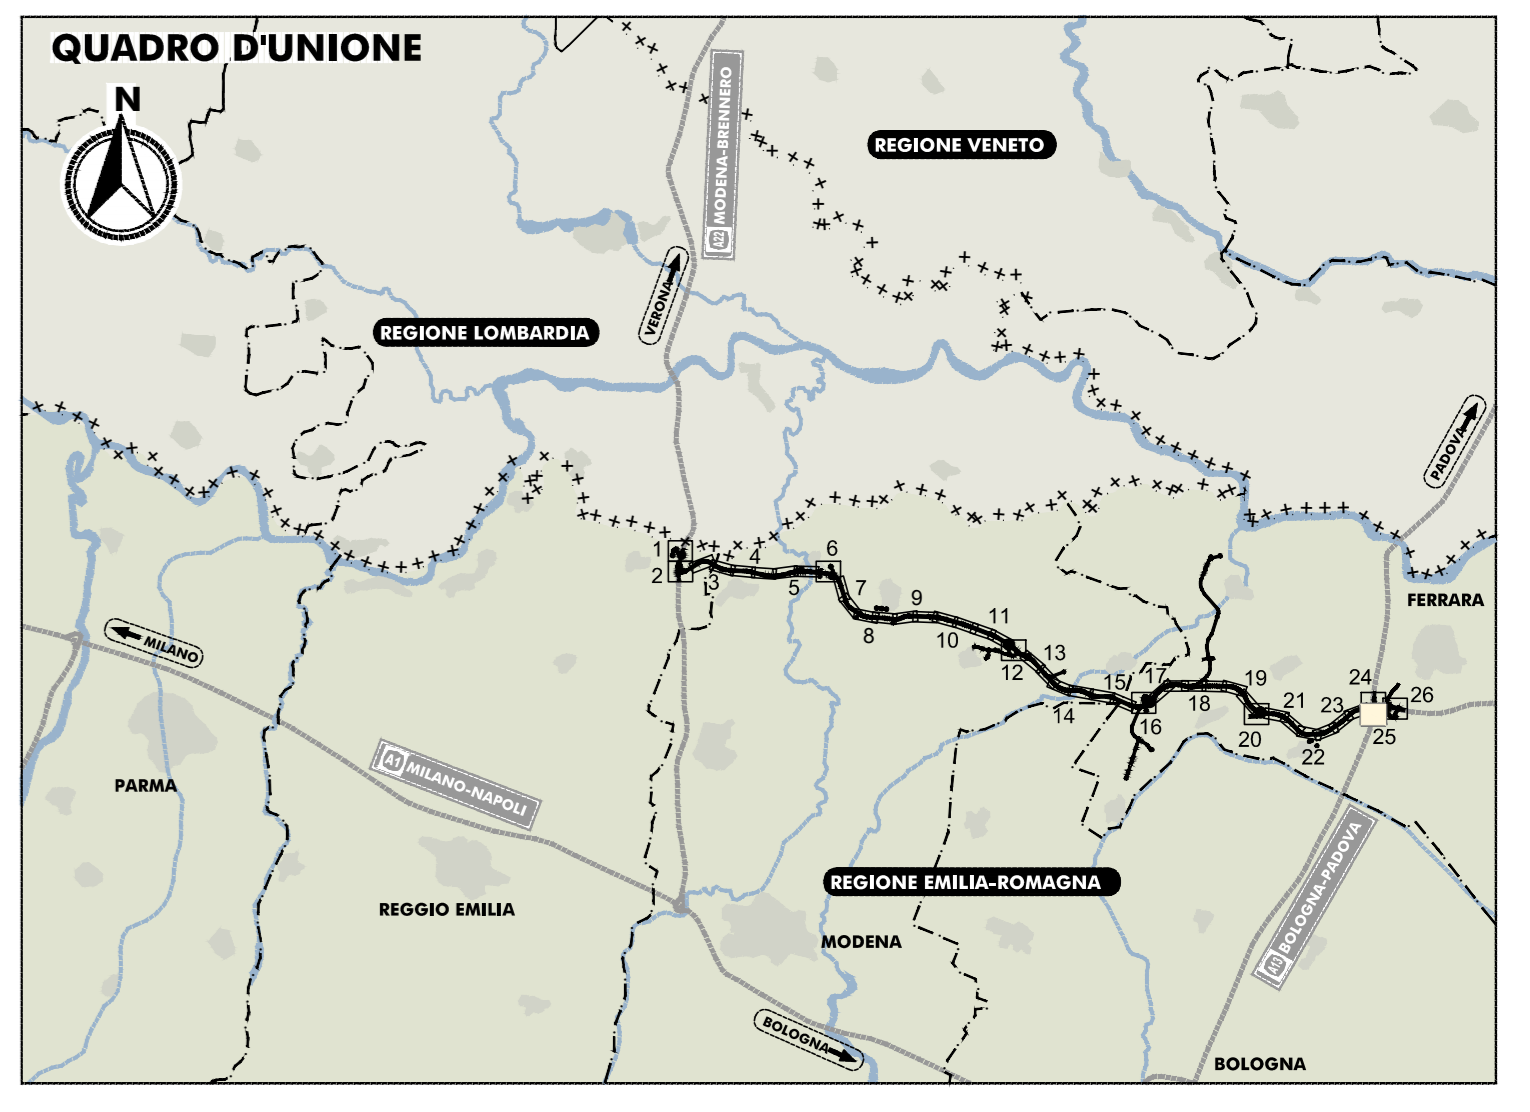 QUADRO D'UNIONE
N
REGIONE VENETO
A22 MODENA-BRENNERO
VERONA
REGIONE LOMBARDIA
PADOVA
1
2
3
4
5
6
7
8
9
10
11
12
13
14
15
16
17
18
19
20
21
22
23
24
25
26
FERRARA
MILANO
A1 MILANO-NAPOLI
PARMA
REGGIO EMILIA
REGIONE EMILIA-ROMAGNA
MODENA
A13 BOLOGNA-PADOVA
BOLOGNA
BOLOGNA